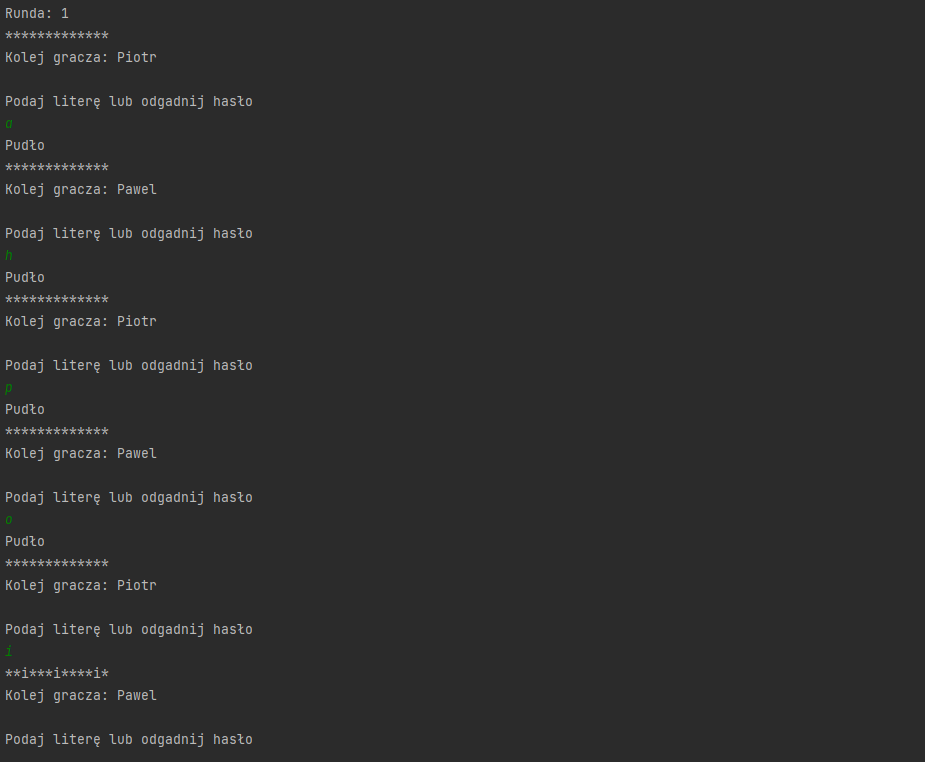 Runda: 1
*************
Kolej gracza: Piotr
Podaj literę lub odgadnij hasło
a
Pudło
*************
Kolej gracza: Pawel
Podaj literę lub odgadnij hasło
h
Pudło
*************
Kolej gracza: Piotr
Podaj literę lub odgadnij hasło
p
Pudło
*************
Kolej gracza: Pawel
Podaj literę lub odgadnij hasło
o
Pudło
*************
Kolej gracza: Piotr
Podaj literę lub odgadnij hasło
i
**i***i****i*
Kolej gracza: Pawel
Podaj literę lub odgadnij hasło